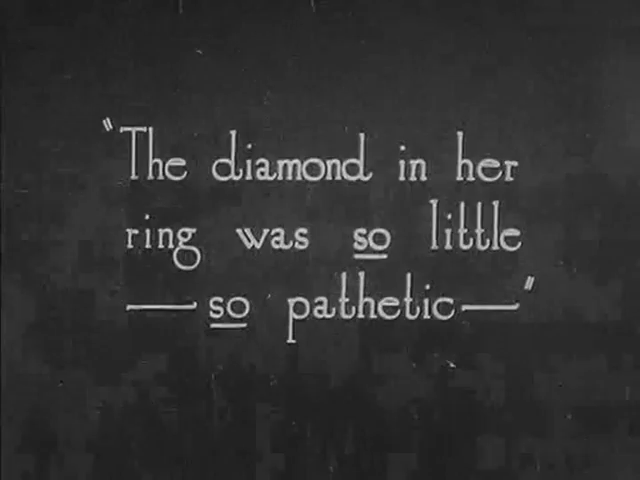 "The diamond in her
ring was so little
— so pathetic —"